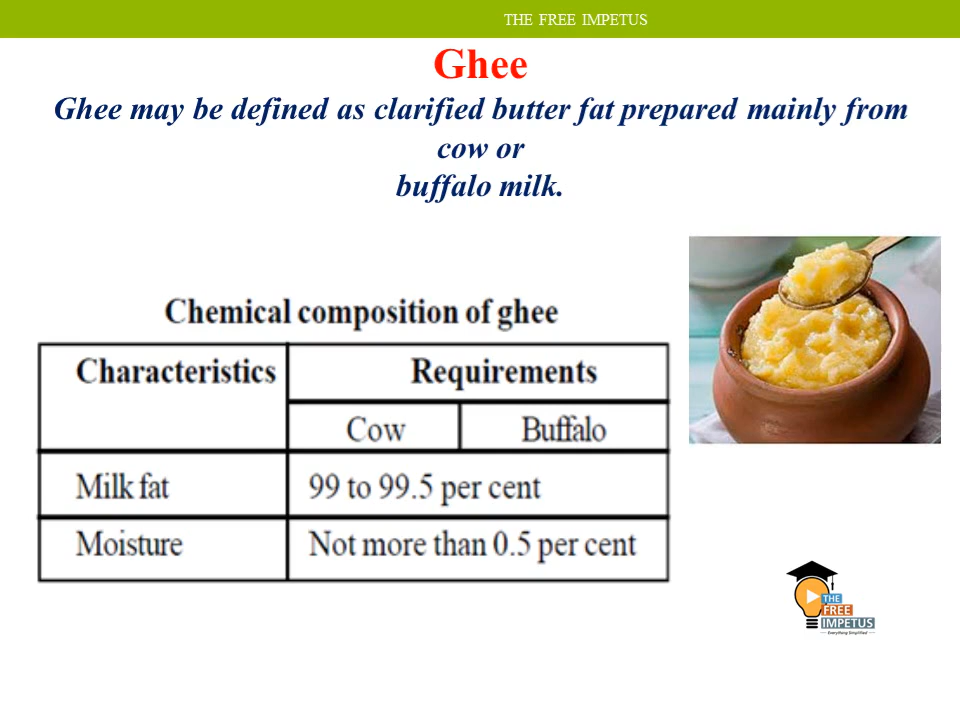 THE FREE IMPETUS
Ghee
Ghee may be defined as clarified butter fat prepared mainly from
cow or
buffalo milk.
Chemical composition of ghee
Characteristics Requirements
Cow Buffalo
Milk fat 99 to 99.5 per cent
Moisture Not more than 0.5 per cent
THE
FREE
IMPETUS
Everything Simplified